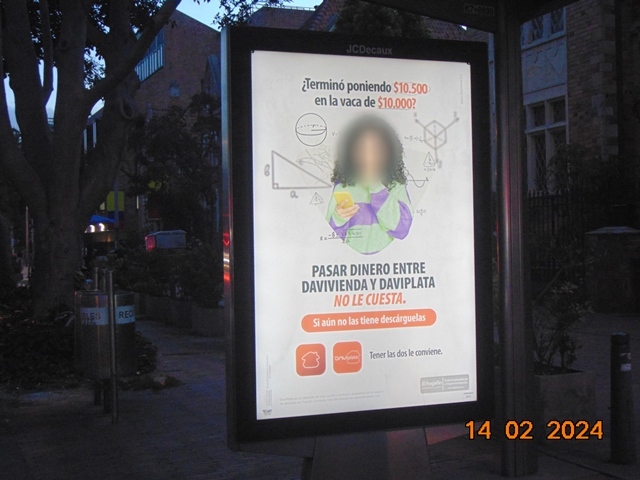 JCDecaux
¿Terminó poniendo $10.500
en la vaca de $10.000?
PASAR DINERO ENTRE
DAVIVIENDA Y DAVIPLATA
NO LE CUESTA.
Si aún no las tiene descárguelas
Tener las dos le conviene.
14 02 2024